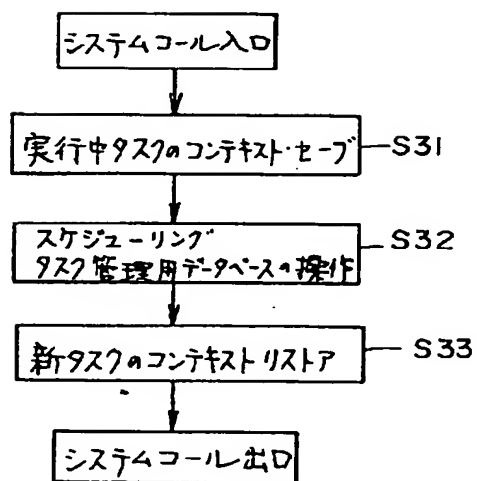 システムコール入口
実行中タスクのコンテキスト・セーブ
S31
スケジューリング
タスク管理用データベースの操作
S32
新タスクのコンテキストリストア
S33
システムコール出口